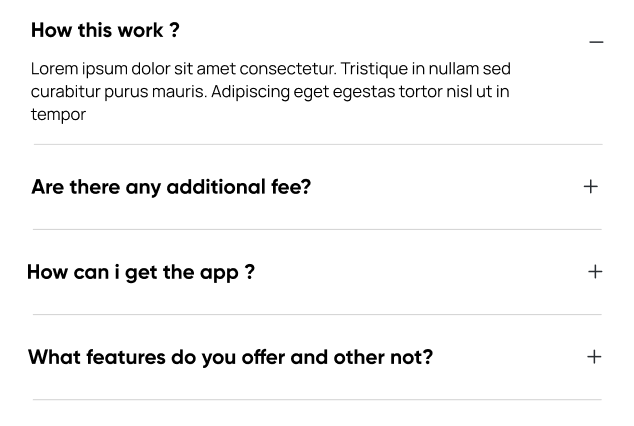 How this work ?
Lorem ipsum dolor sit amet consectetur. Tristique in nullam sed
curabitur purus mauris. Adipiscing eget egestas tortor nisl ut in
tempor
Are there any additional fee?
How can i get the app ?
What features do you offer and other not?